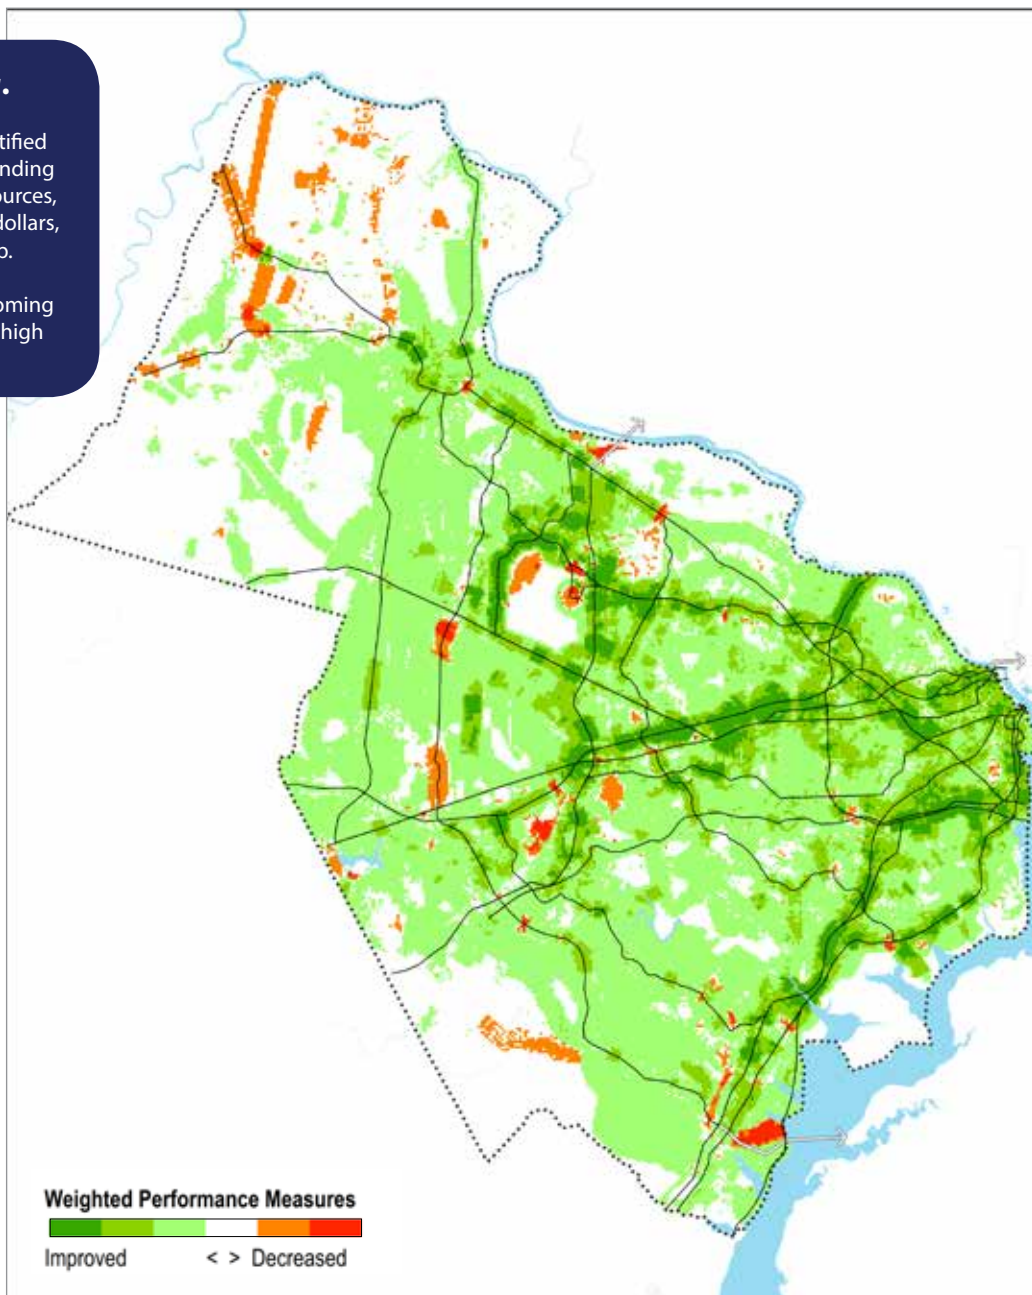 .
tified
nding
ources,
dollars,
o.
oming
high
Weighted Performance Measures
Improved < > Decreased